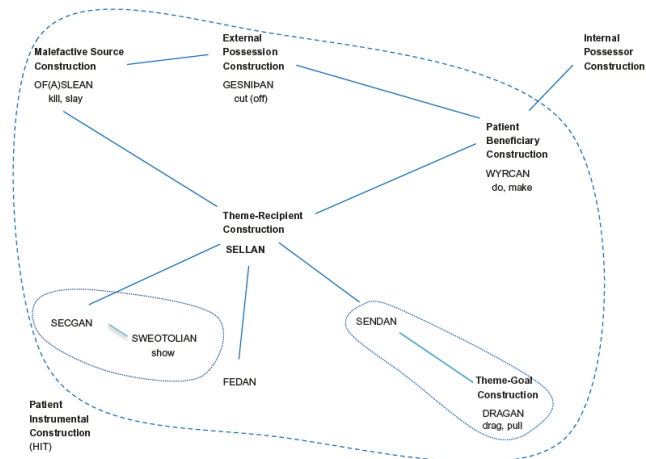 Malefactive Source
Construction
OF(A)SLEAN
kill, slay
External
Possession
Construction
GESNIÞAN
cut (off)
Internal
Possessor
Construction
Patient
Beneficiary
Construction
WYRCAN
do, make
Theme-Recipient
Construction
SELLAN
SECGAN
SWEOTOLIAN
show
FEDAN
SENDAN
Theme-Goal
Construction
DRAGAN
drag, pull
Patient
Instrumental
Construction
(HIT)